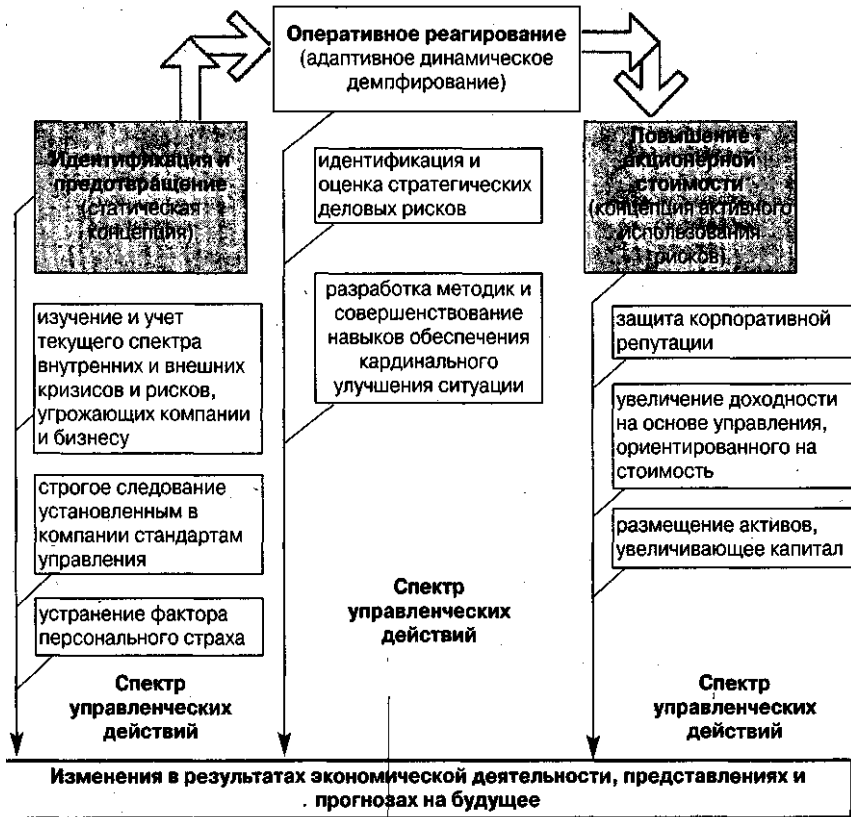 Оперативное реагирование
(адаптивное динамическое
демпфирование)
Идентификация и
предотвращение
(статическая
концепция)
изучение и учет
текущего спектра
внутренних и внешних
кризисов и рисков,
угрожающих компании
и бизнесу
строгое следование
установленным в
компании стандартам
управления
устранение фактора
персонального страха
Спектр
управленческих
действий
идентификация и
оценка стратегических
деловых рисков
разработка методик и
совершенствование
навыков обеспечения
кардинального
улучшения ситуации
Спектр
управленческих
действий
Повышение
акционерной
стоимости
(концепция активного
использования
рисков)
защита корпоративной
репутации
увеличение доходности
на основе управления,
ориентированного на
стоимость
размещение активов,
увеличивающее капитал
Спектр
управленческих
действий
Изменения в результатах экономической деятельности, представлениях и
прогнозах на будущее